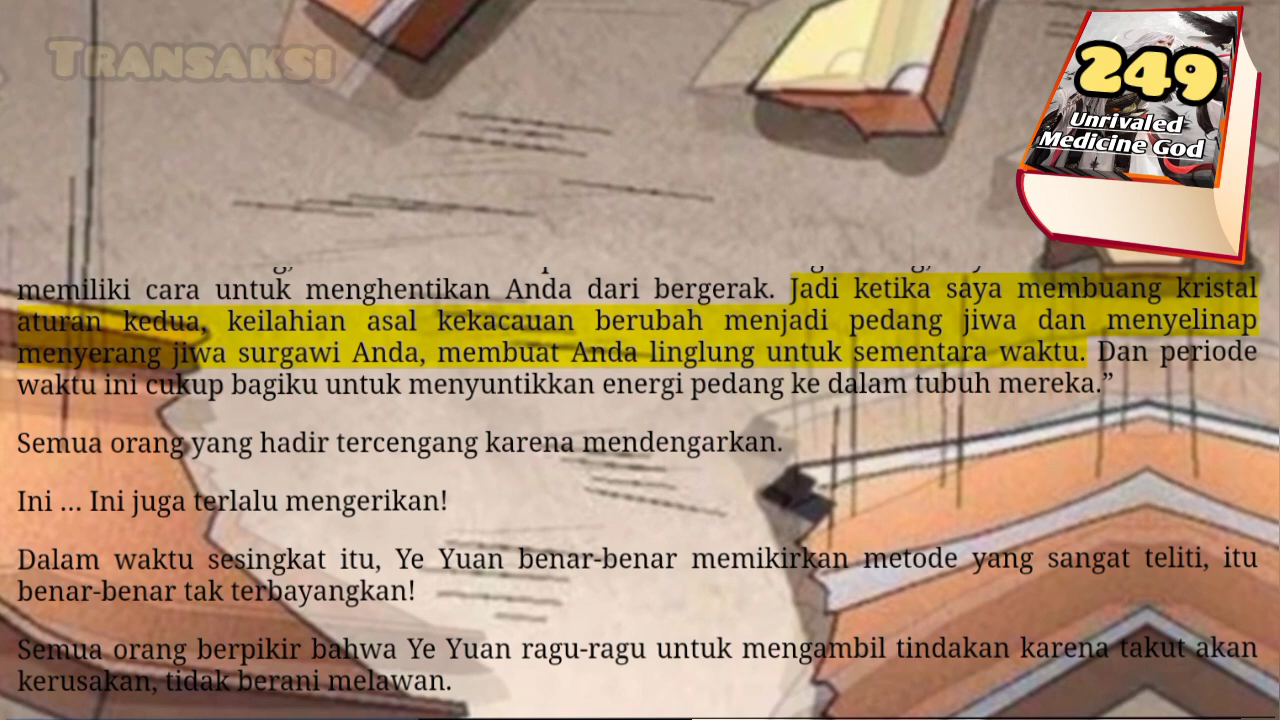 TRANSAKSI
249
Unrivaled
Medicine God
memiliki cara untuk menghentikan Anda dari bergerak. Jadi ketika saya membuang kristal
aturan kedua, keilahian asal kekacauan berubah menjadi pedang jiwa dan menyelinap
menyerang jiwa surgawi Anda, membuat Anda linglung untuk sementara waktu. Dan periode
waktu ini cukup bagiku untuk menyuntikkan energi pedang ke dalam tubuh mereka.”
Semua orang yang hadir tercengang karena mendengarkan.
Ini ... Ini juga terlalu mengerikan!
Dalam waktu sesingkat itu, Ye Yuan benar-benar memikirkan metode yang sangat teliti, itu
benar-benar tak terbayangkan!
Semua orang berpikir bahwa Ye Yuan ragu-ragu untuk mengambil tindakan karena takut akan
kerusakan, tidak berani melawan.